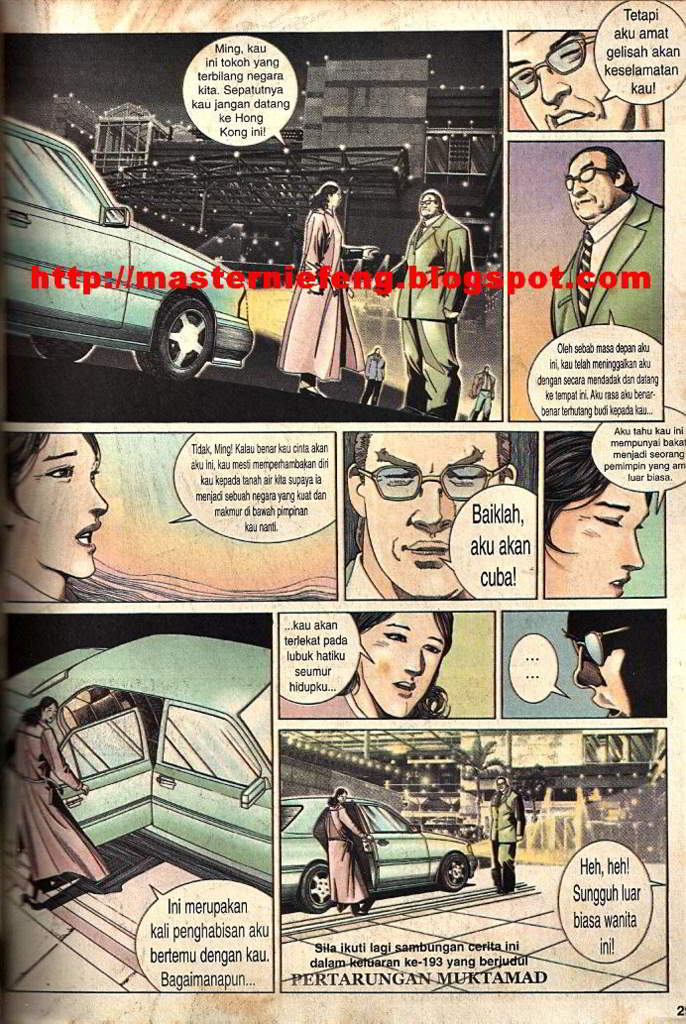 Ming, kau
ini tokoh yang
terbilang negara
kita. Sepatutnya
kau jangan datang
ke Hong
Kong ini!
Tetapi
aku amat
gelisah akan
keselamatan
kau!
http://masterniefeng.blogspot.com
Oleh sebab masa depan aku
ini, kau telah meninggalkan aku
dengan secara mendadak dan datang
ke tempat ini. Aku rasa aku benar-
benar terhutang budi kepada kau...
Tidak, Ming! Kalau benar kau cinta akan
aku ini, kau mesti memperhambakan diri
kau kepada tanah air kita supaya ia
menjadi sebuah negara yang kuat dan
makmur di bawah pimpinan
kau nanti.
Baiklah,
aku akan
cuba!
Aku tahu kau ini
mempunyai bakat
menjadi seorang
pemimpin yang am
luar biasa.
Ini merupakan
kali penghabisan aku
bertemu dengan kau.
Bagaimanapun...
...kau akan
terlekat pada
lubuk hatiku
seumur
hidupku...
...
...
Heh, heh!
Sungguh luar
biasa wanita
ini!
Sila ikuti lagi sambungan cerita ini
dalam keluaran ke-193 yang berjudul
PERTARUNGAN MUKTAMAD